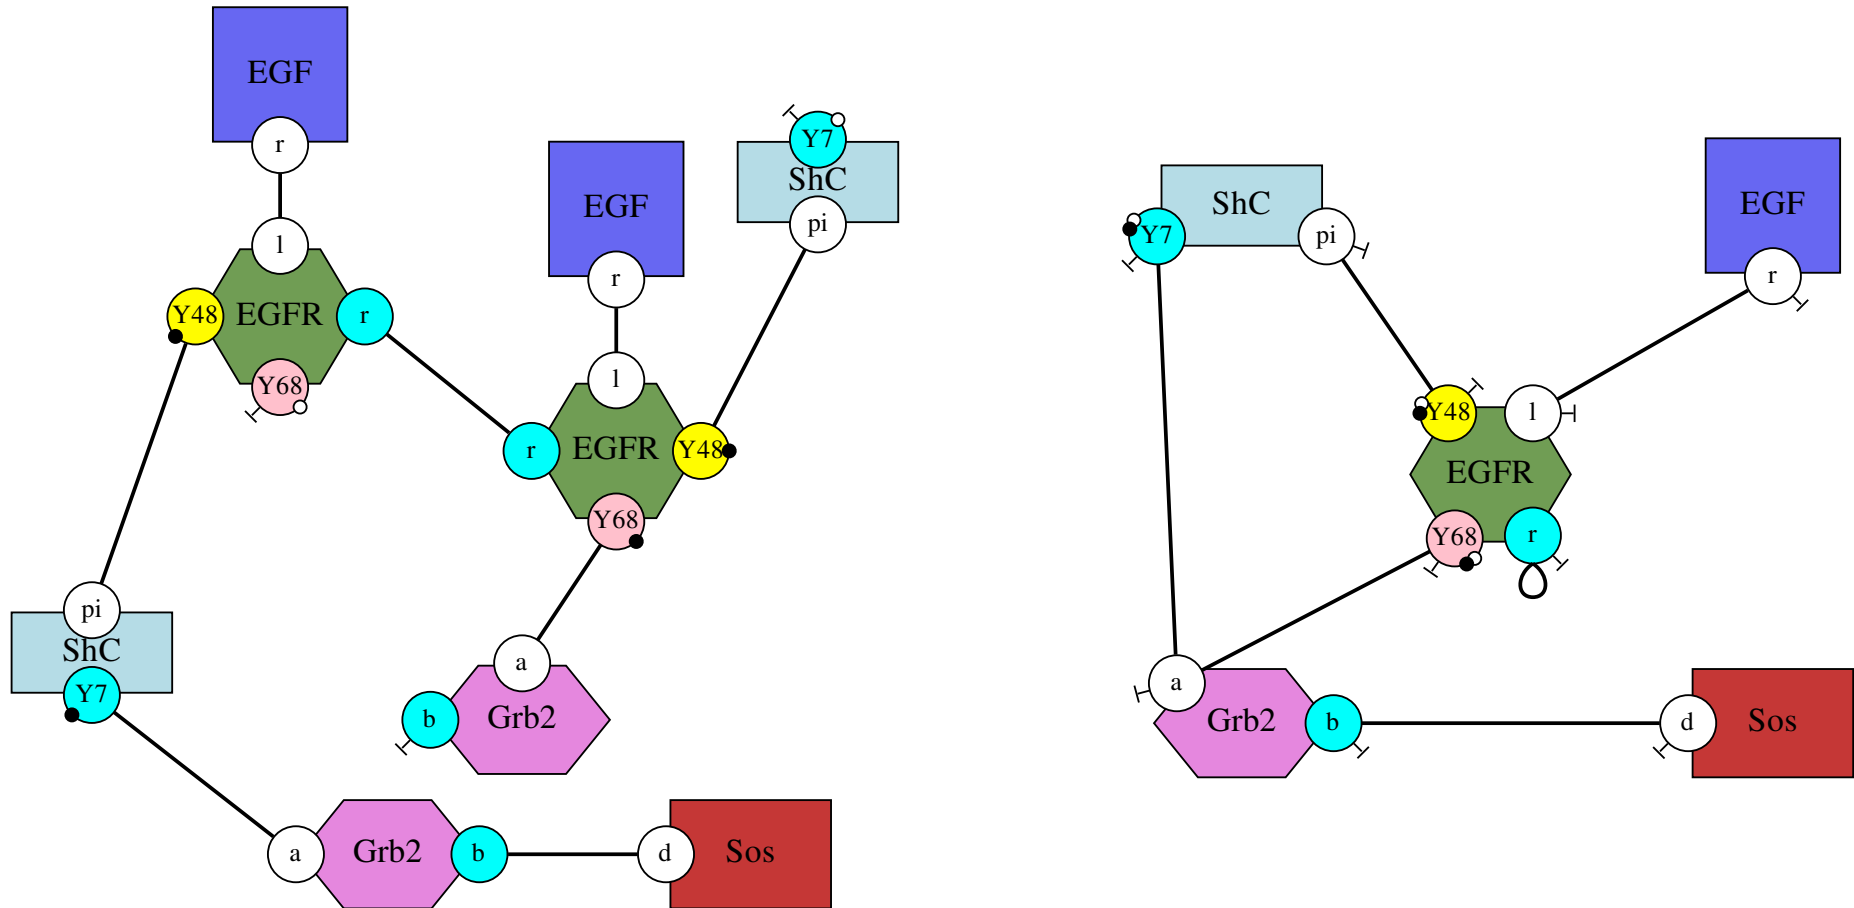 EGF
r
l
Y48
EGFR
r
Y68
EGF
r
l
r
EGFR
Y48
Y68
Y7
ShC
pi
pi
ShC
Y7
a
b
Grb2
a
Grb2
b
d
Sos
ShC
Y7
pi
EGF
r
Y48
l
EGFR
Y68
r
a
Grb2
b
d
Sos